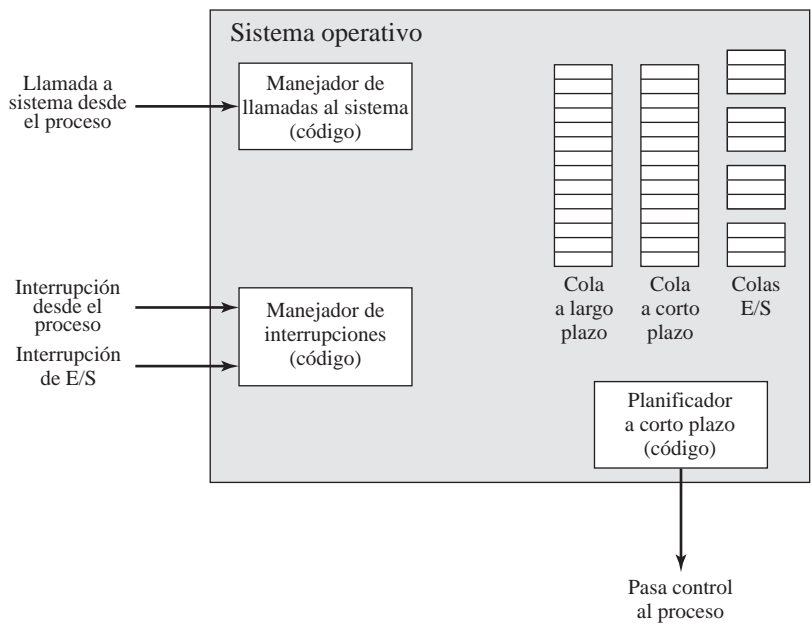 Sistema operativo
Llamada a
sistema desde
el proceso
Manejador de
llamadas al sistema
(código)
Interrupción
desde el
proceso
Interrupción
de E/S
Manejador de
interrupciones
(código)
Cola
a largo
plazo
Cola
a corto
plazo
Colas
E/S
Planificador
a corto plazo
(código)
Pasa control
al proceso